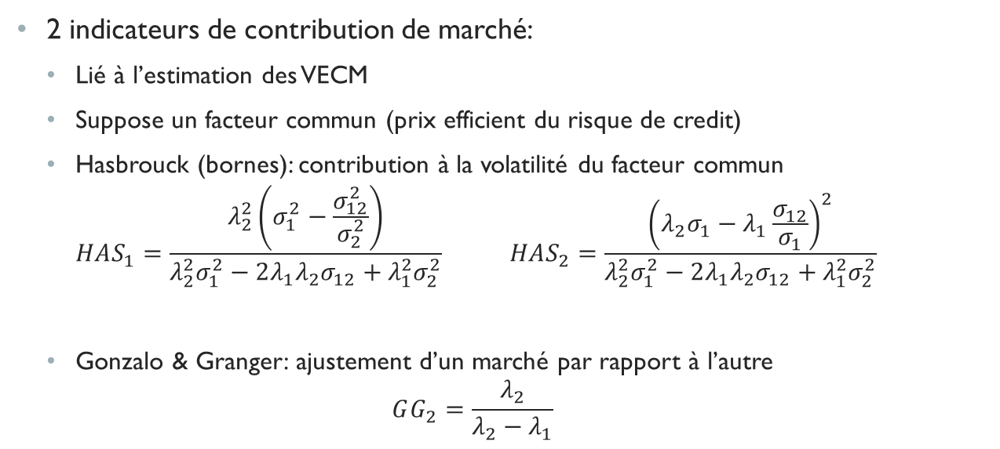 • 2 indicateurs de contribution de marché:
• Lié à l'estimation des VECM
• Suppose un facteur commun (prix efficient du risque de credit)
• Hasbrouck (bornes): contribution à la volatilité du facteur commun
$HAS_1 = \frac{\lambda_2^2 \left( \sigma_1^2 - \frac{\sigma_{12}^2}{\sigma_2^2} \right)}{\lambda_2^2 \sigma_1^2 - 2\lambda_1 \lambda_2 \sigma_{12} + \lambda_1^2 \sigma_2^2}$ $HAS_2 = \frac{\left( \lambda_2 \sigma_1 - \lambda_1 \frac{\sigma_{12}}{\sigma_1} \right)^2}{\lambda_2^2 \sigma_1^2 - 2\lambda_1 \lambda_2 \sigma_{12} + \lambda_1^2 \sigma_2^2}$
• Gonzalo & Granger: ajustement d'un marché par rapport à l'autre
$GG_2 = \frac{\lambda_2}{\lambda_2 - \lambda_1}$